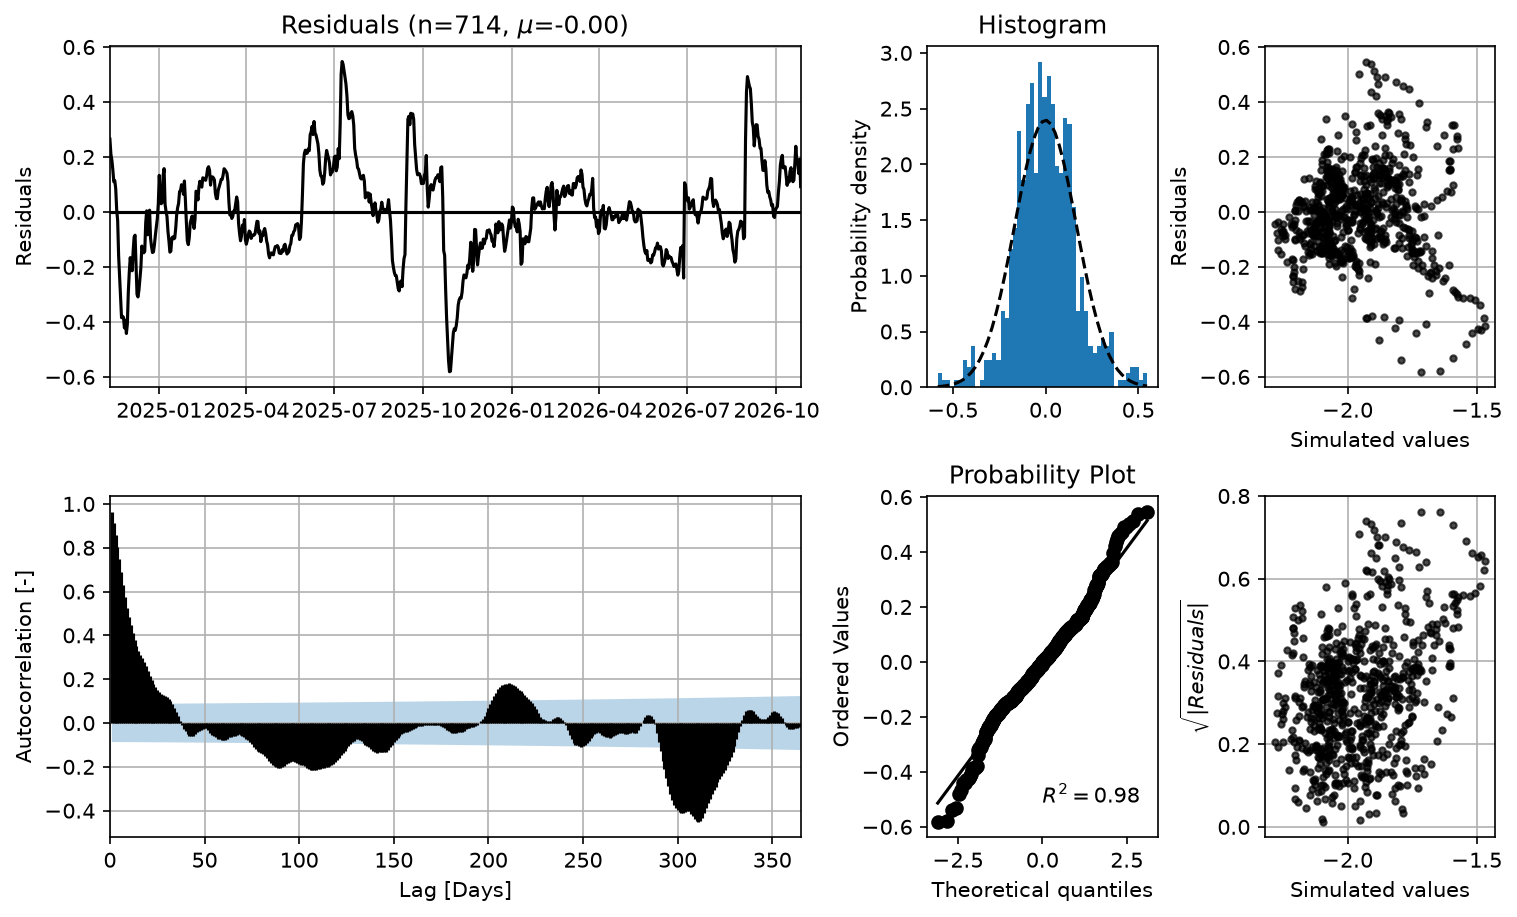 Residuals (n=714, μ=-0.00)
Residuals
0.6
0.4
0.2
0.0
−0.2
−0.4
−0.6
2025-01 2025-04 2025-07 2025-10 2026-01 2026-04 2026-07 2026-10
Histogram
Probability density
3.0
2.5
2.0
1.5
1.0
0.5
0.0
−0.5 0.0 0.5
Residuals
0.6
0.4
0.2
0.0
−0.2
−0.4
−0.6
−2.0 −1.5
Simulated values
Autocorrelation [-]
1.0
0.8
0.6
0.4
0.2
0.0
−0.2
−0.4
0 50 100 150 200 250 300 350
Lag [Days]
Probability Plot
Ordered Values
0.6
0.4
0.2
0.0
−0.2
−0.4
−0.6
R² = 0.98
−2.5 0.0 2.5
Theoretical quantiles
√|Residuals|
0.8
0.6
0.4
0.2
0.0
−2.0 −1.5
Simulated values